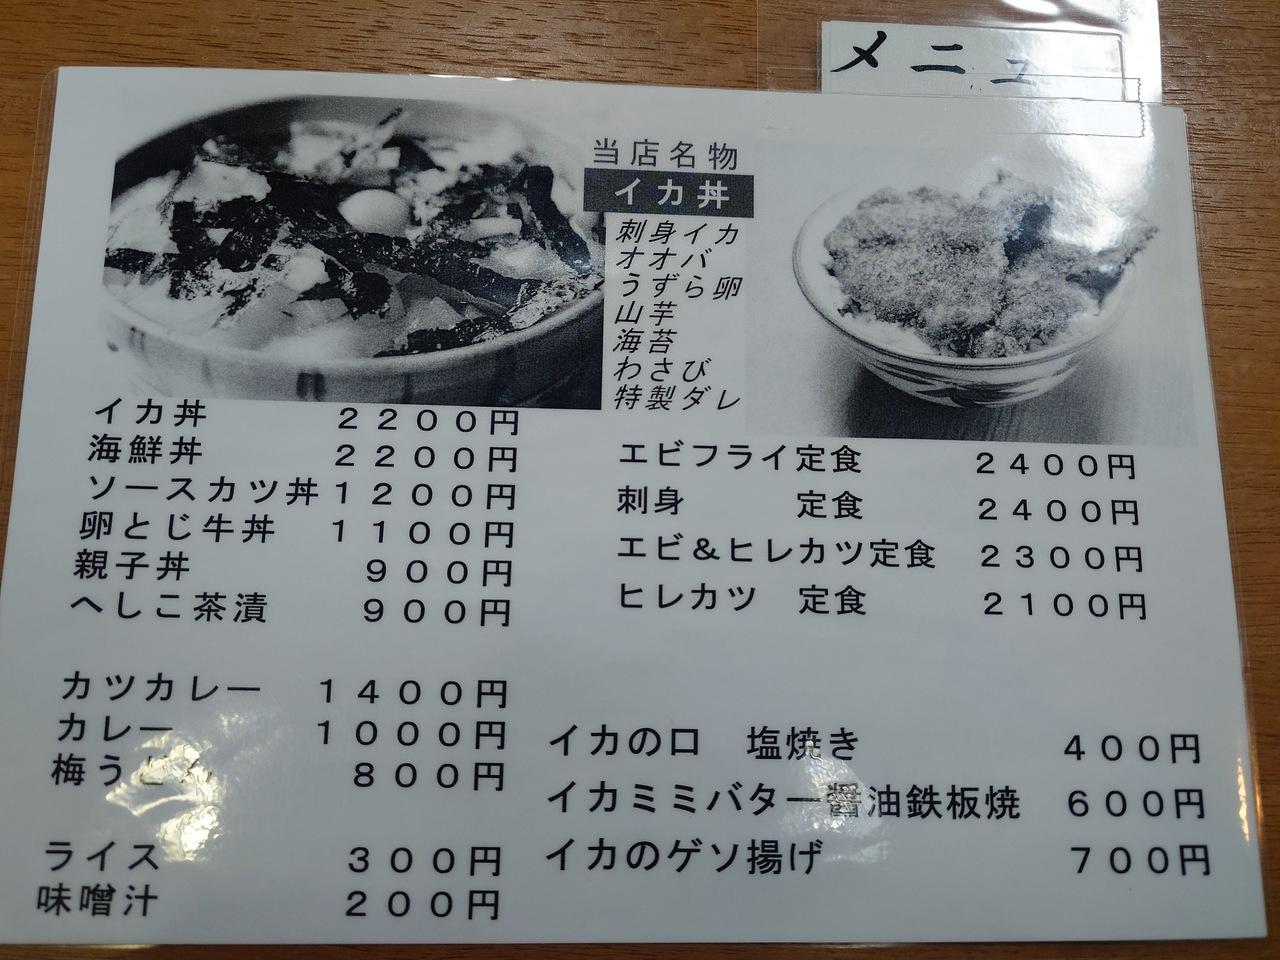 メニュー
当店名物
イカ丼
刺身イカ
オオバ
うずら卵
山芋
海苔
わさび
特製ダレ
イカ丼 2200円
海鮮丼 2200円
ソースカツ丼 1200円
卵とじ牛丼 1100円
親子丼 900円
へしこ茶漬 900円
カツカレー 1400円
カレー 1000円
梅うどん 800円
ライス 300円
味噌汁 200円
エビフライ定食 2400円
刺身 定食 2400円
エビ&ヒレカツ定食 2300円
ヒレカツ 定食 2100円
イカの口 塩焼き 400円
イカミミバター醤油鉄板焼 600円
イカのゲソ揚げ 700円